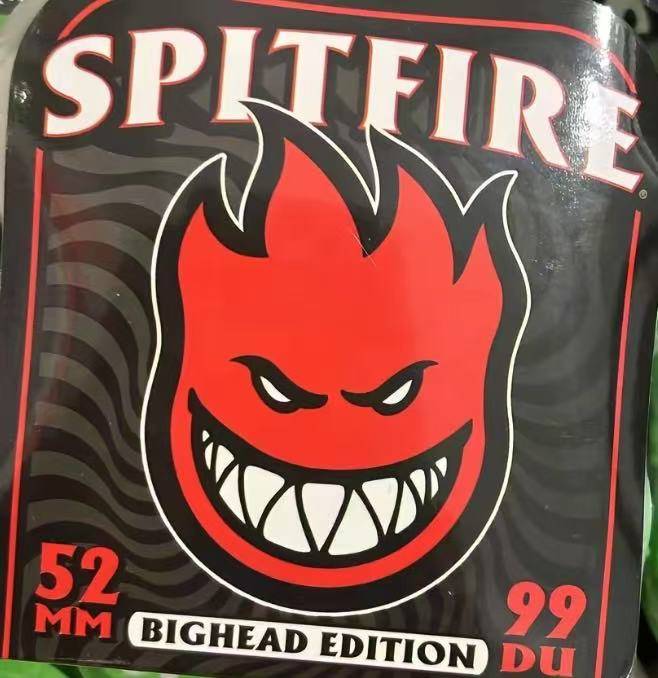 SPITFIRE
52
MM
BIGHEAD EDITION
99
DU